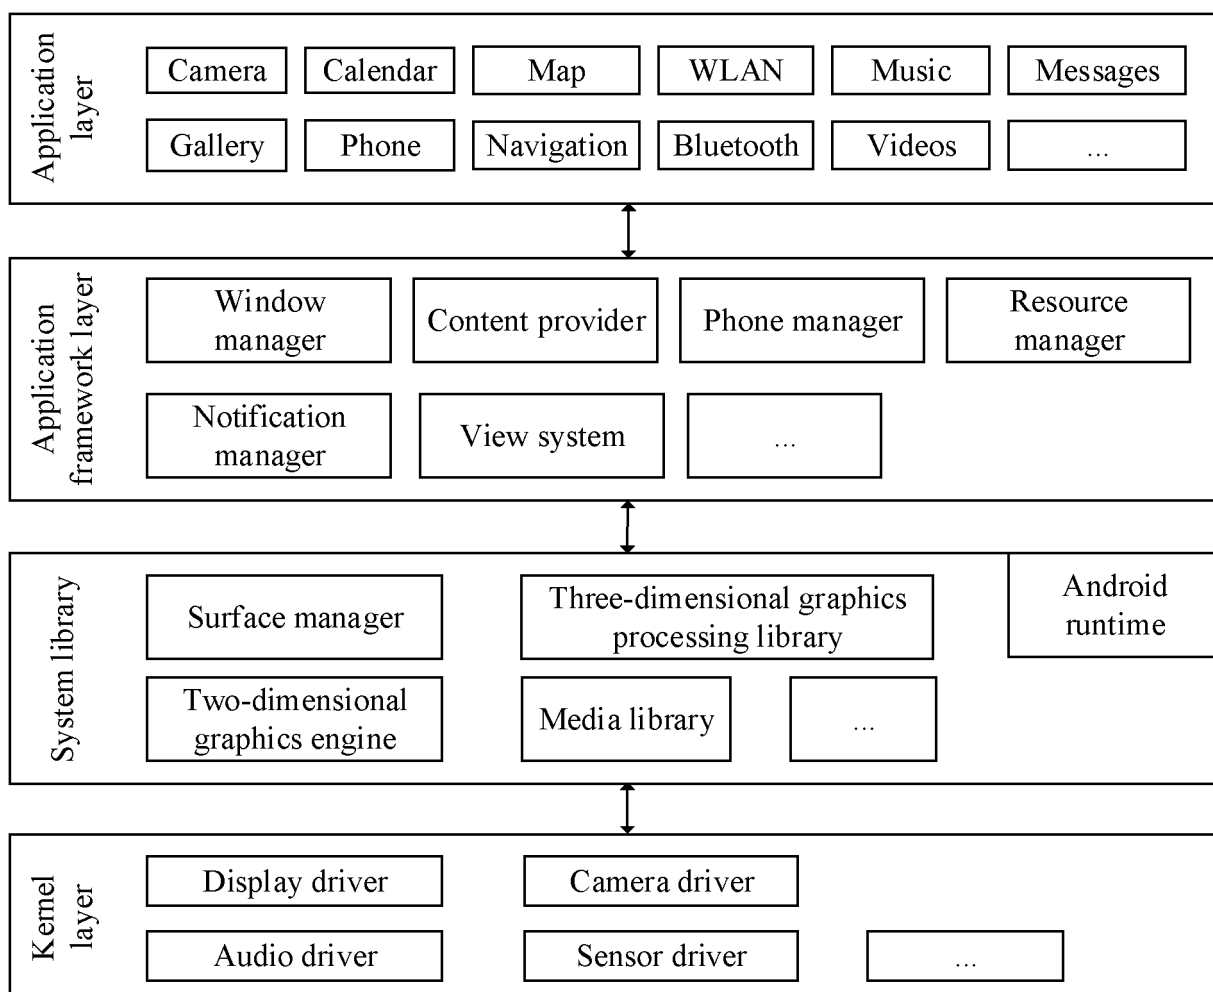 Application
layer
Camera
Calendar
Map
WLAN
Music
Messages
Gallery
Phone
Navigation
Bluetooth
Videos
...
Application
framework layer
Window
manager
Content provider
Phone manager
Resource
manager
Notification
manager
View system
...
System library
Surface manager
Three-dimensional graphics
processing library
Android
runtime
Two-dimensional
graphics engine
Media library
...
Kernel
layer
Display driver
Camera driver
Audio driver
Sensor driver
...